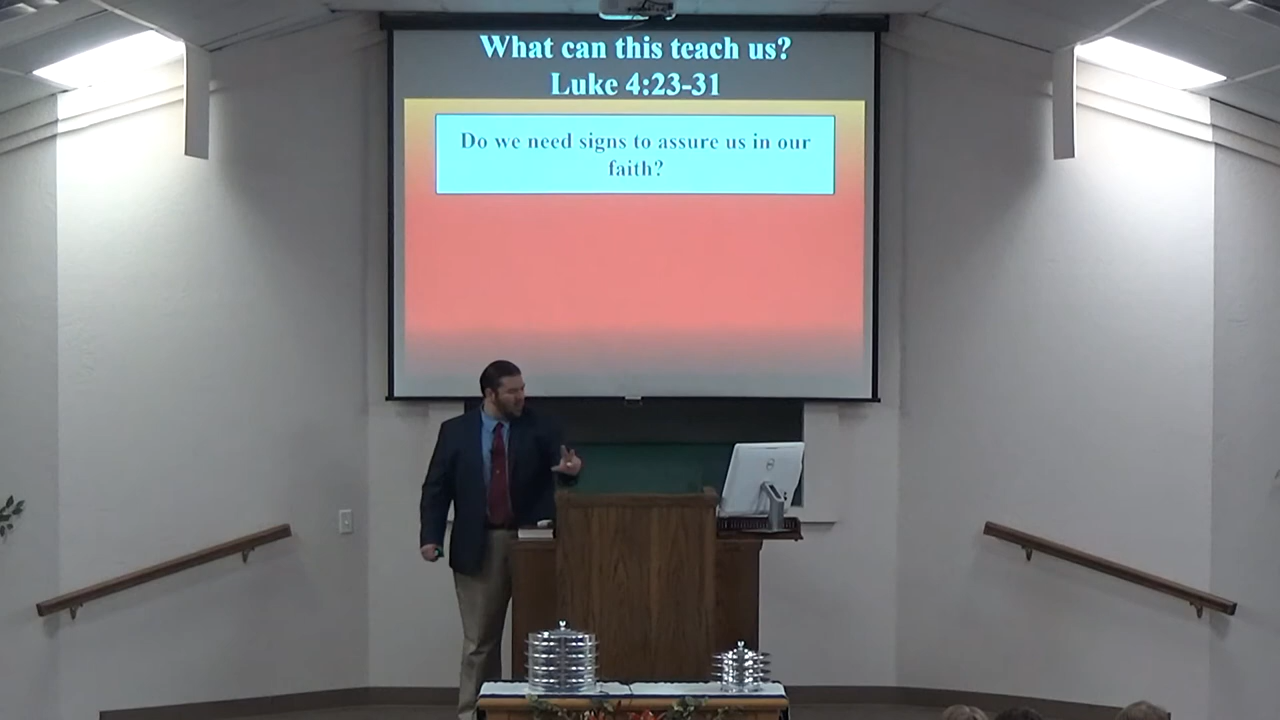 What can this teach us?
Luke 4:23-31
Do we need signs to assure us in our
faith?